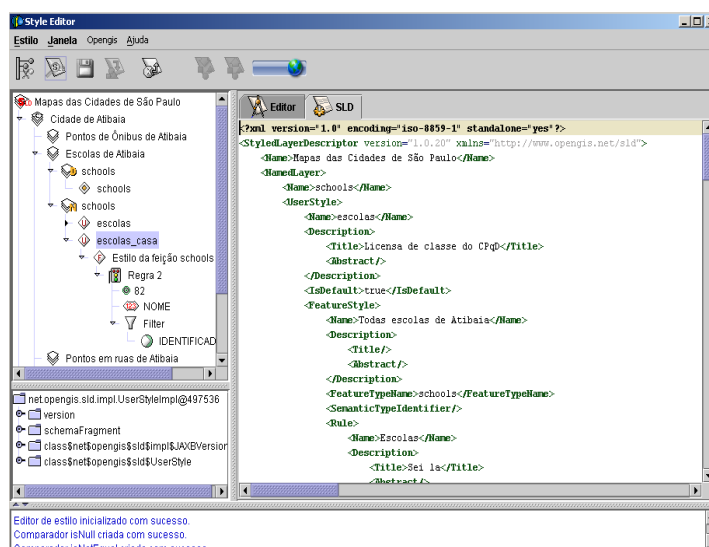 Style Editor
Estilo Janela Opengis Ajuda
Mapas das Cidades de São Paulo
Cidade de Atibaia
Pontos de Ônibus de Atibaia
Escolas de Atibaia
schools
schools
schools
escolas
escolas_casa
Estilo da feição schools
Regra 2
82
NOME
Filter
IDENTIFICAD
Pontos em ruas de Atibaia
net.opengis.sld.impl.UserStyleImpl@497536
version
schemaFragment
class$net$opengis$sld$impl$JAXBVersion
class$net$opengis$sld$UserStyle
Editor SLD
<?xml version="1.0" encoding="iso-8859-1" standalone="yes"?>
<StyledLayerDescriptor version="1.0.20" xmlns="http://www.opengis.net/sld">
<Name>Mapas das Cidades de São Paulo</Name>
<NamedLayer>
<Name>schools</Name>
<UserStyle>
<Name>escolas</Name>
<Description>
<Title>Licensa de classe do CPqD</Title>
<Abstract/>
</Description>
<IsDefault>true</IsDefault>
<FeatureStyle>
<Name>Todas escolas de Atibaia</Name>
<Description>
<Title/>
<Abstract/>
</Description>
<FeatureTypeName>schools</FeatureTypeName>
<SemanticTypeIdentifier/>
<Rule>
<Name>Escolas</Name>
<Description>
<Title>Sei la</Title>
<Abstract/>
Editor de estilo inicializado com sucesso.
Comparador isNull criada com sucesso.
Comparador isNotEqual criada com sucesso.